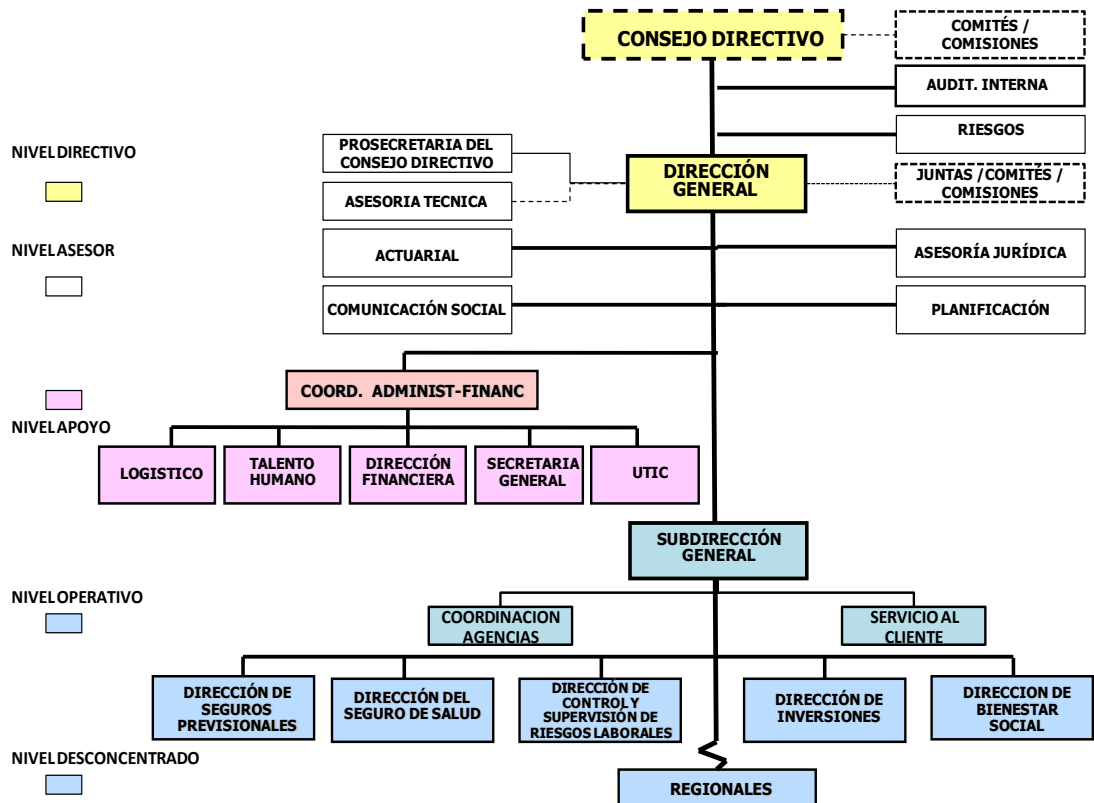 CONSEJO DIRECTIVO
COMITÉS /
COMISIONES
AUDIT. INTERNA
RIESGOS
NIVEL DIRECTIVO
PROSECRETARIA DEL
CONSEJO DIRECTIVO
DIRECCIÓN
GENERAL
JUNTAS / COMITÉS /
COMISIONES
ASESORIA TECNICA
NIVEL ASESOR
ACTUARIAL
ASESORÍA JURÍDICA
COMUNICACIÓN SOCIAL
PLANIFICACIÓN
COORD. ADMINIST-FINANC
NIVEL APOYO
LOGISTICO
TALENTO
HUMANO
DIRECCIÓN
FINANCIERA
SECRETARIA
GENERAL
UTIC
SUBDIRECCIÓN
GENERAL
NIVEL OPERATIVO
COORDINACION
AGENCIAS
SERVICIO AL
CLIENTE
DIRECCIÓN DE
SEGUROS
PREVISIONALES
DIRECCIÓN DEL
SEGURO DE SALUD
DIRECCIÓN DE
CONTROL Y
SUPERVISIÓN DE
RIESGOS LABORALES
DIRECCIÓN DE
INVERSIONES
DIRECCION DE
BIENESTAR
SOCIAL
NIVEL DESCONCENTRADO
REGIONALES